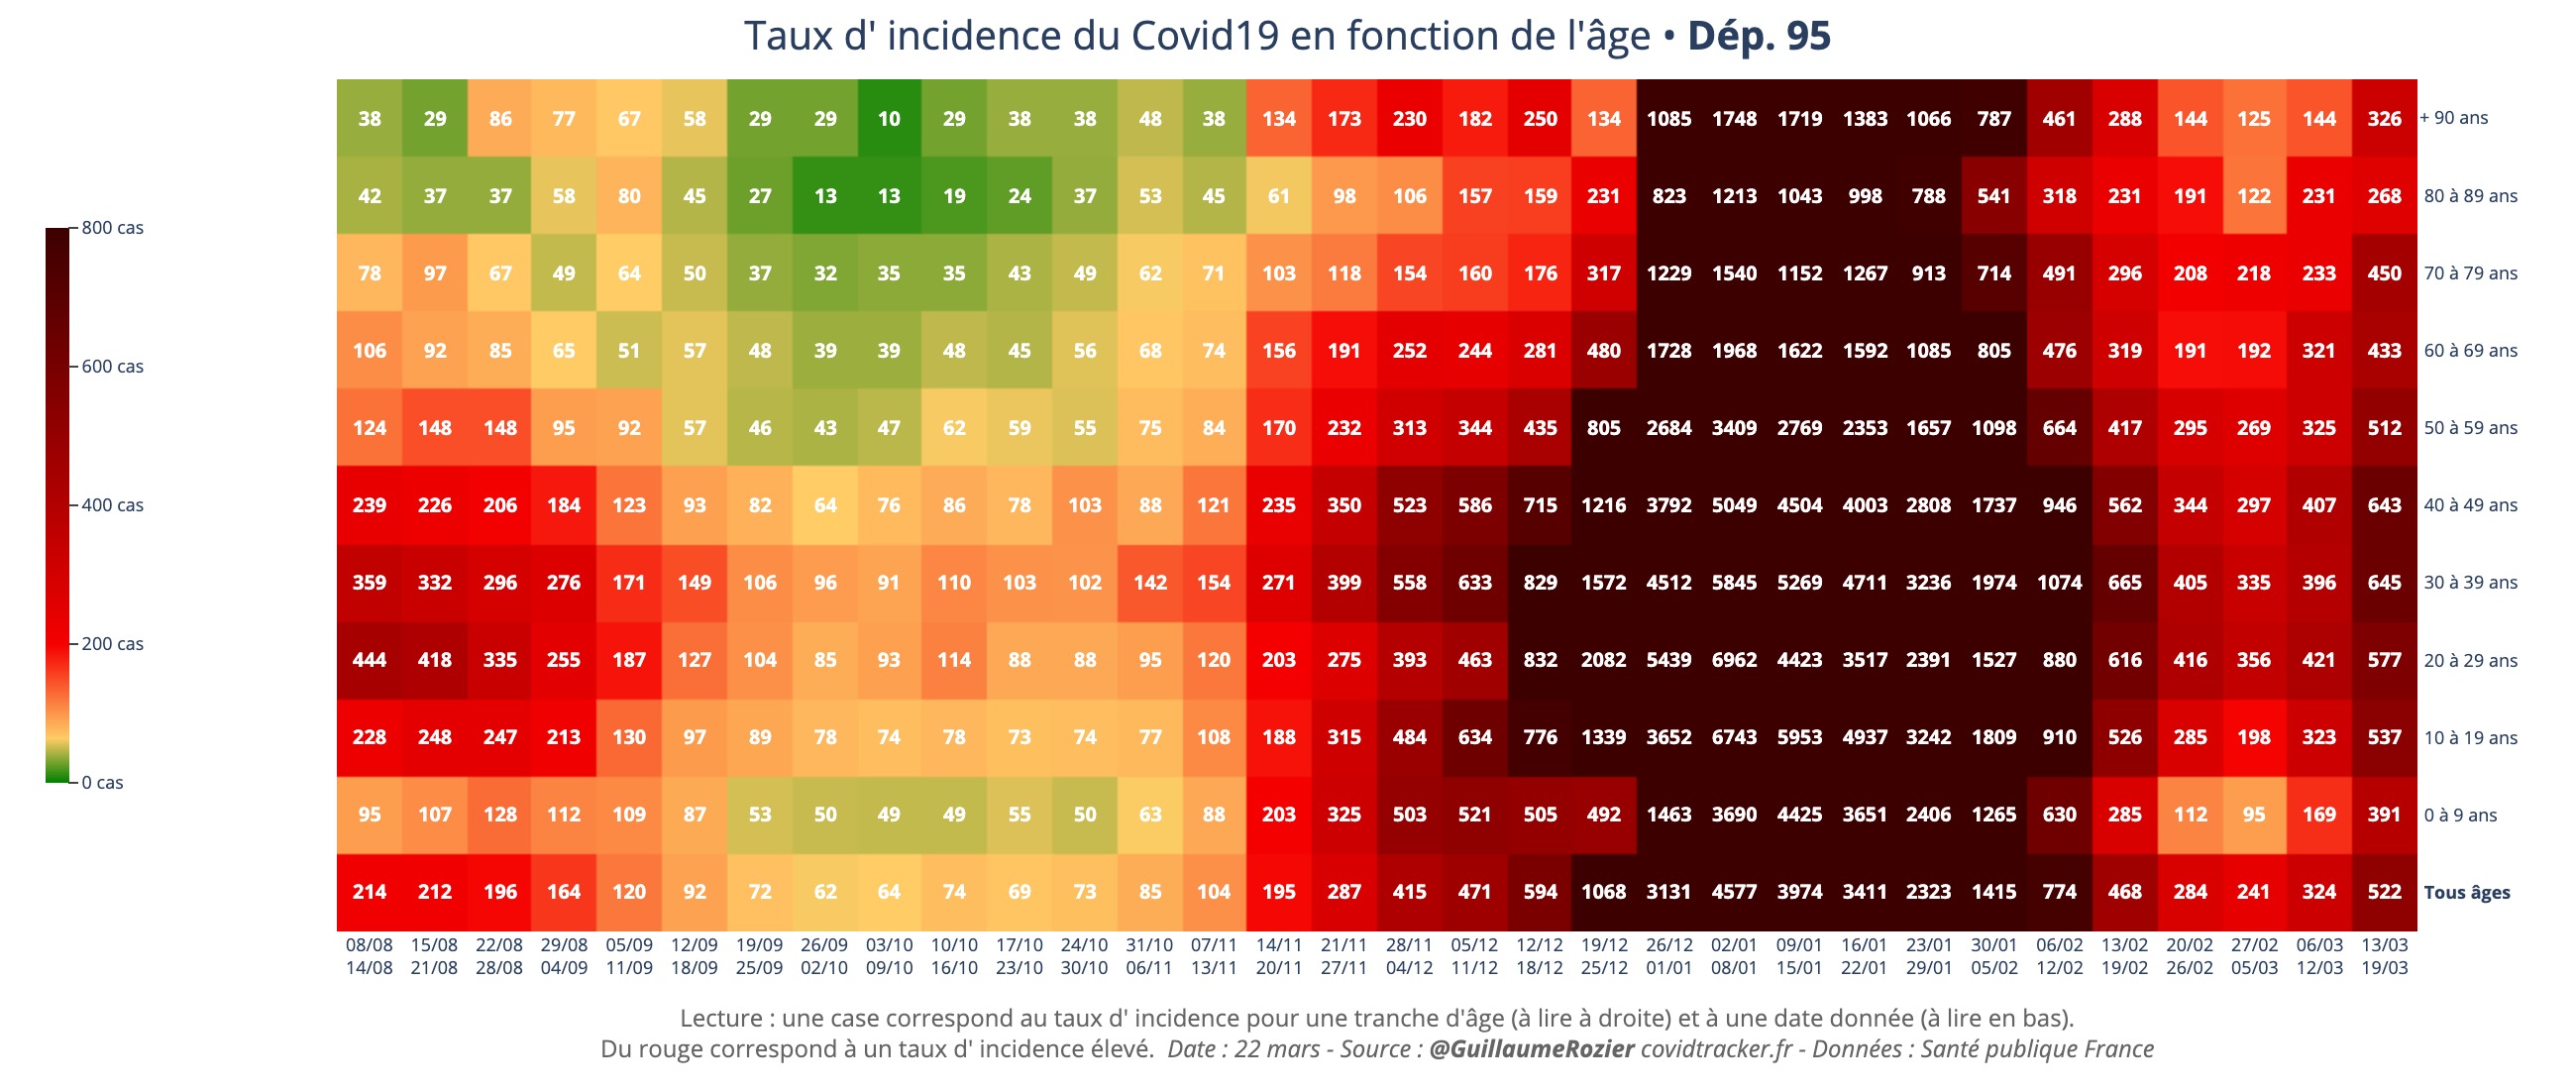 Taux d' incidence du Covid19 en fonction de l'âge • Dép. 95
38 29 86 77 67 58 29 29 10 29 38 38 48 38 134 173 230 182 250 134 1085 1748 1719 1383 1066 787 461 288 144 125 144 326 + 90 ans
42 37 37 58 80 45 27 13 13 19 24 37 53 45 61 98 106 157 159 231 823 1213 1043 998 788 541 318 231 191 122 231 268 80 à 89 ans
800 cas
78 97 67 49 64 50 37 32 35 35 43 49 62 71 103 118 154 160 176 317 1229 1540 1152 1267 913 714 491 296 208 218 233 450 70 à 79 ans
106 92 85 65 51 57 48 39 39 48 45 56 68 74 156 191 252 244 281 480 1728 1968 1622 1592 1085 805 476 319 191 192 321 433 60 à 69 ans
600 cas
124 148 148 95 92 57 46 43 47 62 59 55 75 84 170 232 313 344 435 805 2684 3409 2769 2353 1657 1098 664 417 295 269 325 512 50 à 59 ans
400 cas
239 226 206 184 123 93 82 64 76 86 78 103 88 121 235 350 523 586 715 1216 3792 5049 4504 4003 2808 1737 946 562 344 297 407 643 40 à 49 ans
359 332 296 276 171 149 106 96 91 110 103 102 142 154 271 399 558 633 829 1572 4512 5845 5269 4711 3236 1974 1074 665 405 335 396 645 30 à 39 ans
200 cas
444 418 335 255 187 127 104 85 93 114 88 88 95 120 203 275 393 463 832 2082 5439 6962 4423 3517 2391 1527 880 616 416 356 421 577 20 à 29 ans
228 248 247 213 130 97 89 78 74 78 73 74 77 108 188 315 484 634 776 1339 3652 6743 5953 4937 3242 1809 910 526 285 198 323 537 10 à 19 ans
0 cas
95 107 128 112 109 87 53 50 49 49 55 50 63 88 203 325 503 521 505 492 1463 3690 4425 3651 2406 1265 630 285 112 95 169 391 0 à 9 ans
214 212 196 164 120 92 72 62 64 74 69 73 85 104 195 287 415 471 594 1068 3131 4577 3974 3411 2323 1415 774 468 284 241 324 522 Tous âges
08/08 15/08 22/08 29/08 05/09 12/09 19/09 26/09 03/10 10/10 17/10 24/10 31/10 07/11 14/11 21/11 28/11 05/12 12/12 19/12 26/12 02/01 09/01 16/01 23/01 30/01 06/02 13/02 20/02 27/02 06/03 13/03
14/08 21/08 28/08 04/09 11/09 18/09 25/09 02/10 09/10 16/10 23/10 30/10 06/11 13/11 20/11 27/11 04/12 11/12 18/12 25/12 01/01 08/01 15/01 22/01 29/01 05/02 12/02 19/02 26/02 05/03 12/03 19/03
Lecture : une case correspond au taux d' incidence pour une tranche d'âge (à lire à droite) et à une date donnée (à lire en bas).
Du rouge correspond à un taux d' incidence élevé. Date : 22 mars - Source : @GuillaumeRozier covidtracker.fr - Données : Santé publique France